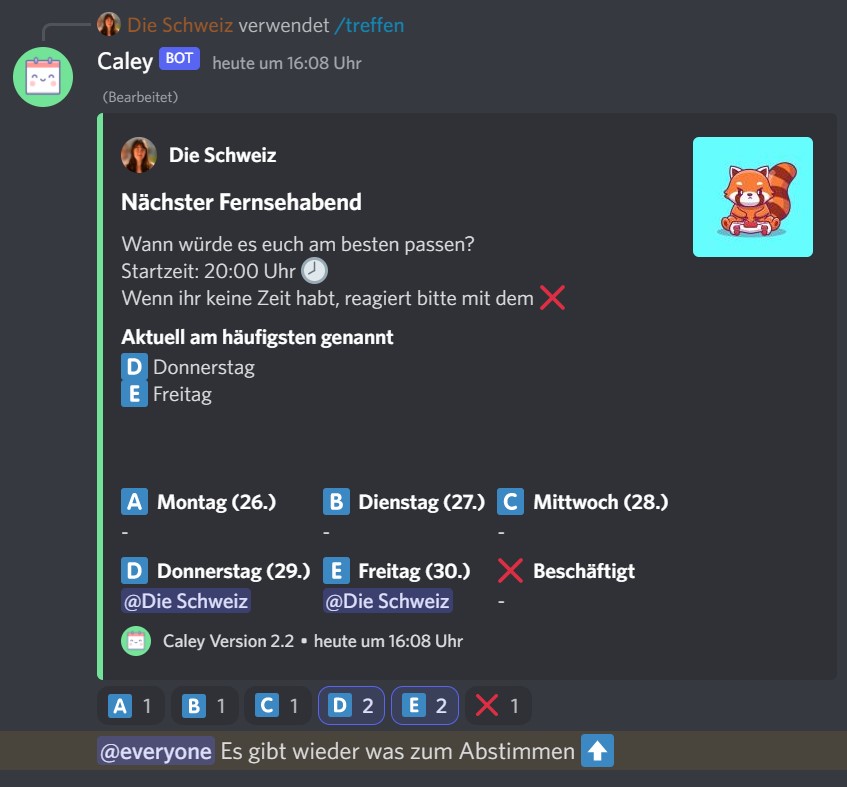 Die Schweiz verwendet /treffen
Caley BOT heute um 16:08 Uhr
(Bearbeitet)
Die Schweiz
Nächster Fernsehabend
Wann würde es euch am besten passen?
Startzeit: 20:00 Uhr
Wenn ihr keine Zeit habt, reagiert bitte mit dem ❌
Aktuell am häufigsten genannt
D Donnerstag
E Freitag
A Montag (26.) B Dienstag (27.) C Mittwoch (28.)
- - -
D Donnerstag (29.) E Freitag (30.) ❌ Beschäftigt
@Die Schweiz @Die Schweiz -
Caley Version 2.2 • heute um 16:08 Uhr
A 1 B 1 C 1 D 2 E 2 ❌ 1
@everyone Es gibt wieder was zum Abstimmen ⬆